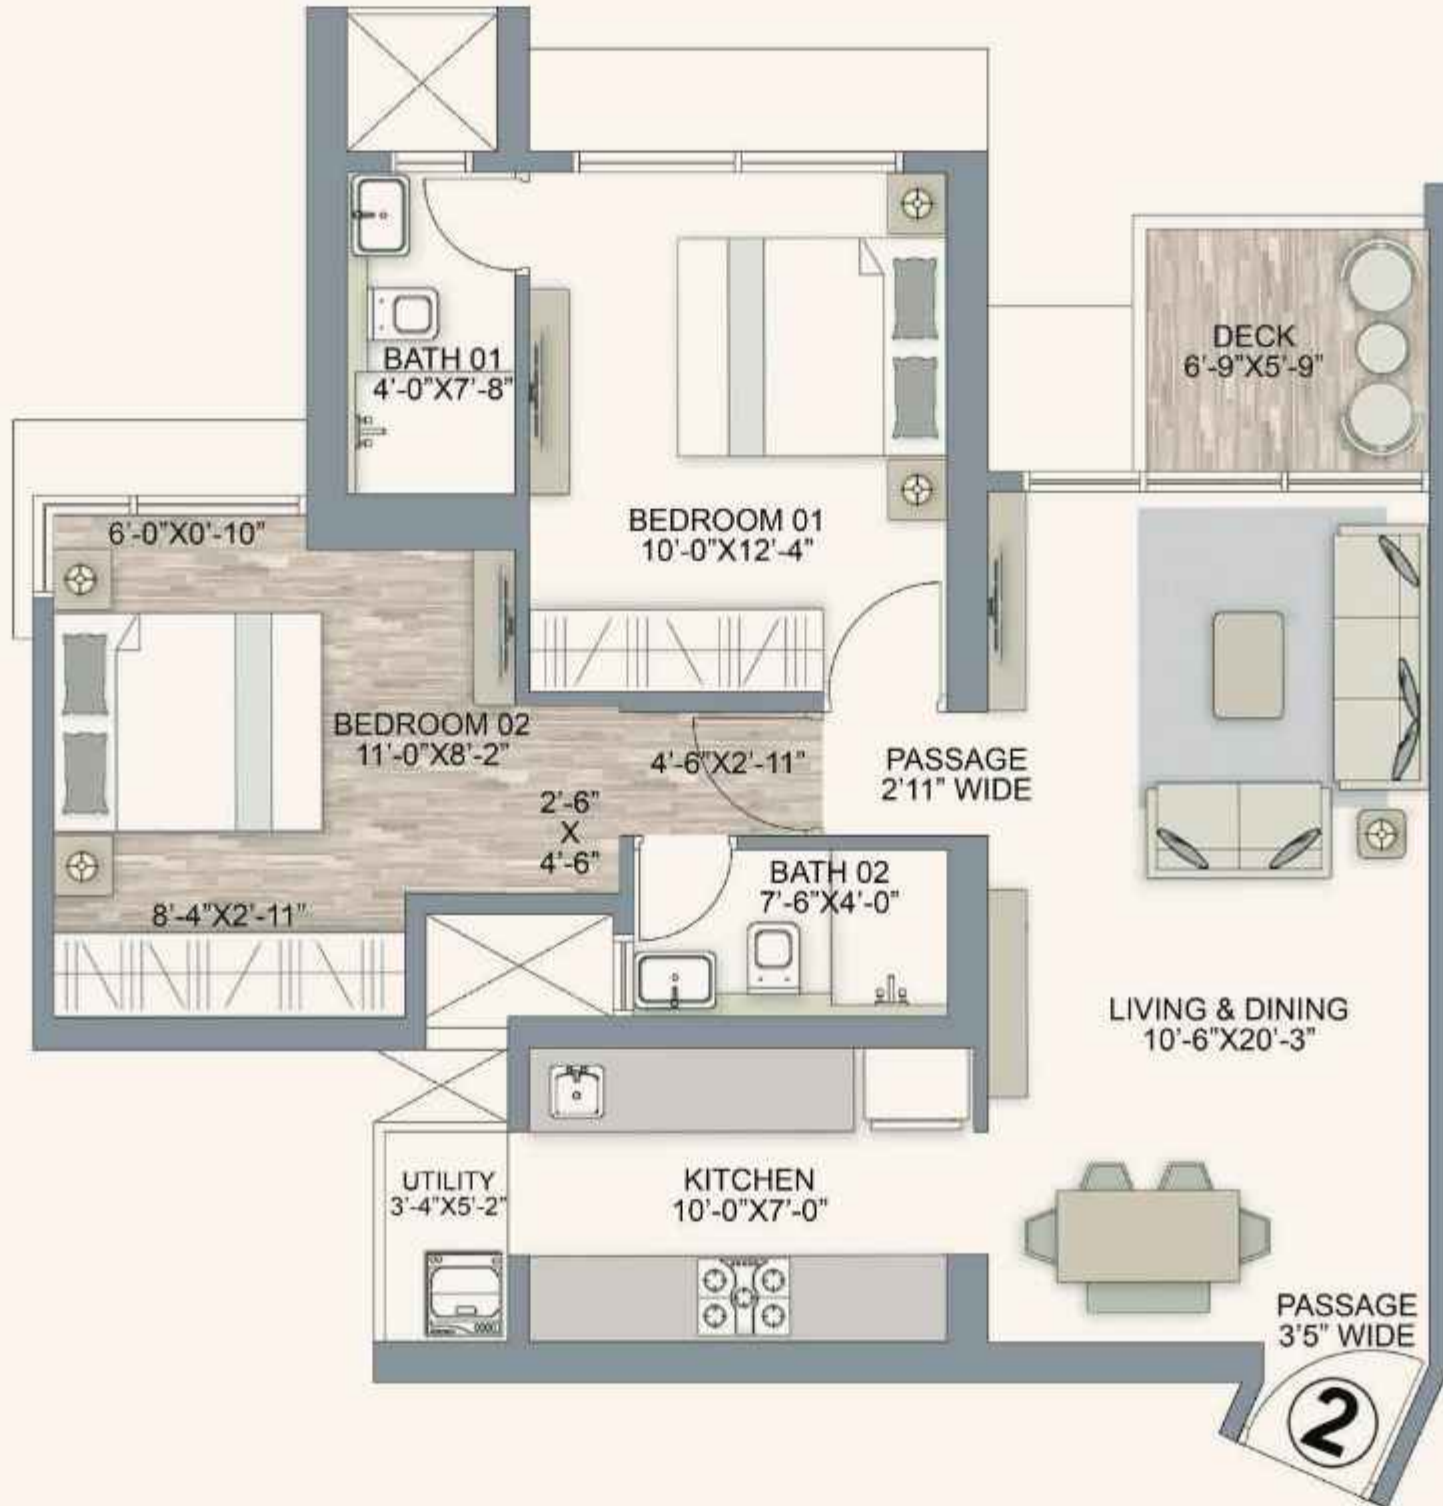 BATH 01
4'-0"X7'-8"
DECK
6'-9"X5'-9"
6'-0"X0'-10"
BEDROOM 01
10'-0"X12'-4"
BEDROOM 02
11'-0"X8'-2"
4'-6"X2'-11"
PASSAGE
2'11" WIDE
2'-6"
X
4'-6"
BATH 02
7'-6"X4'-0"
8'-4"X2'-11"
LIVING & DINING
10'-6"X20'-3"
UTILITY
3'-4"X5'-2"
KITCHEN
10'-0"X7'-0"
PASSAGE
3'5" WIDE
2